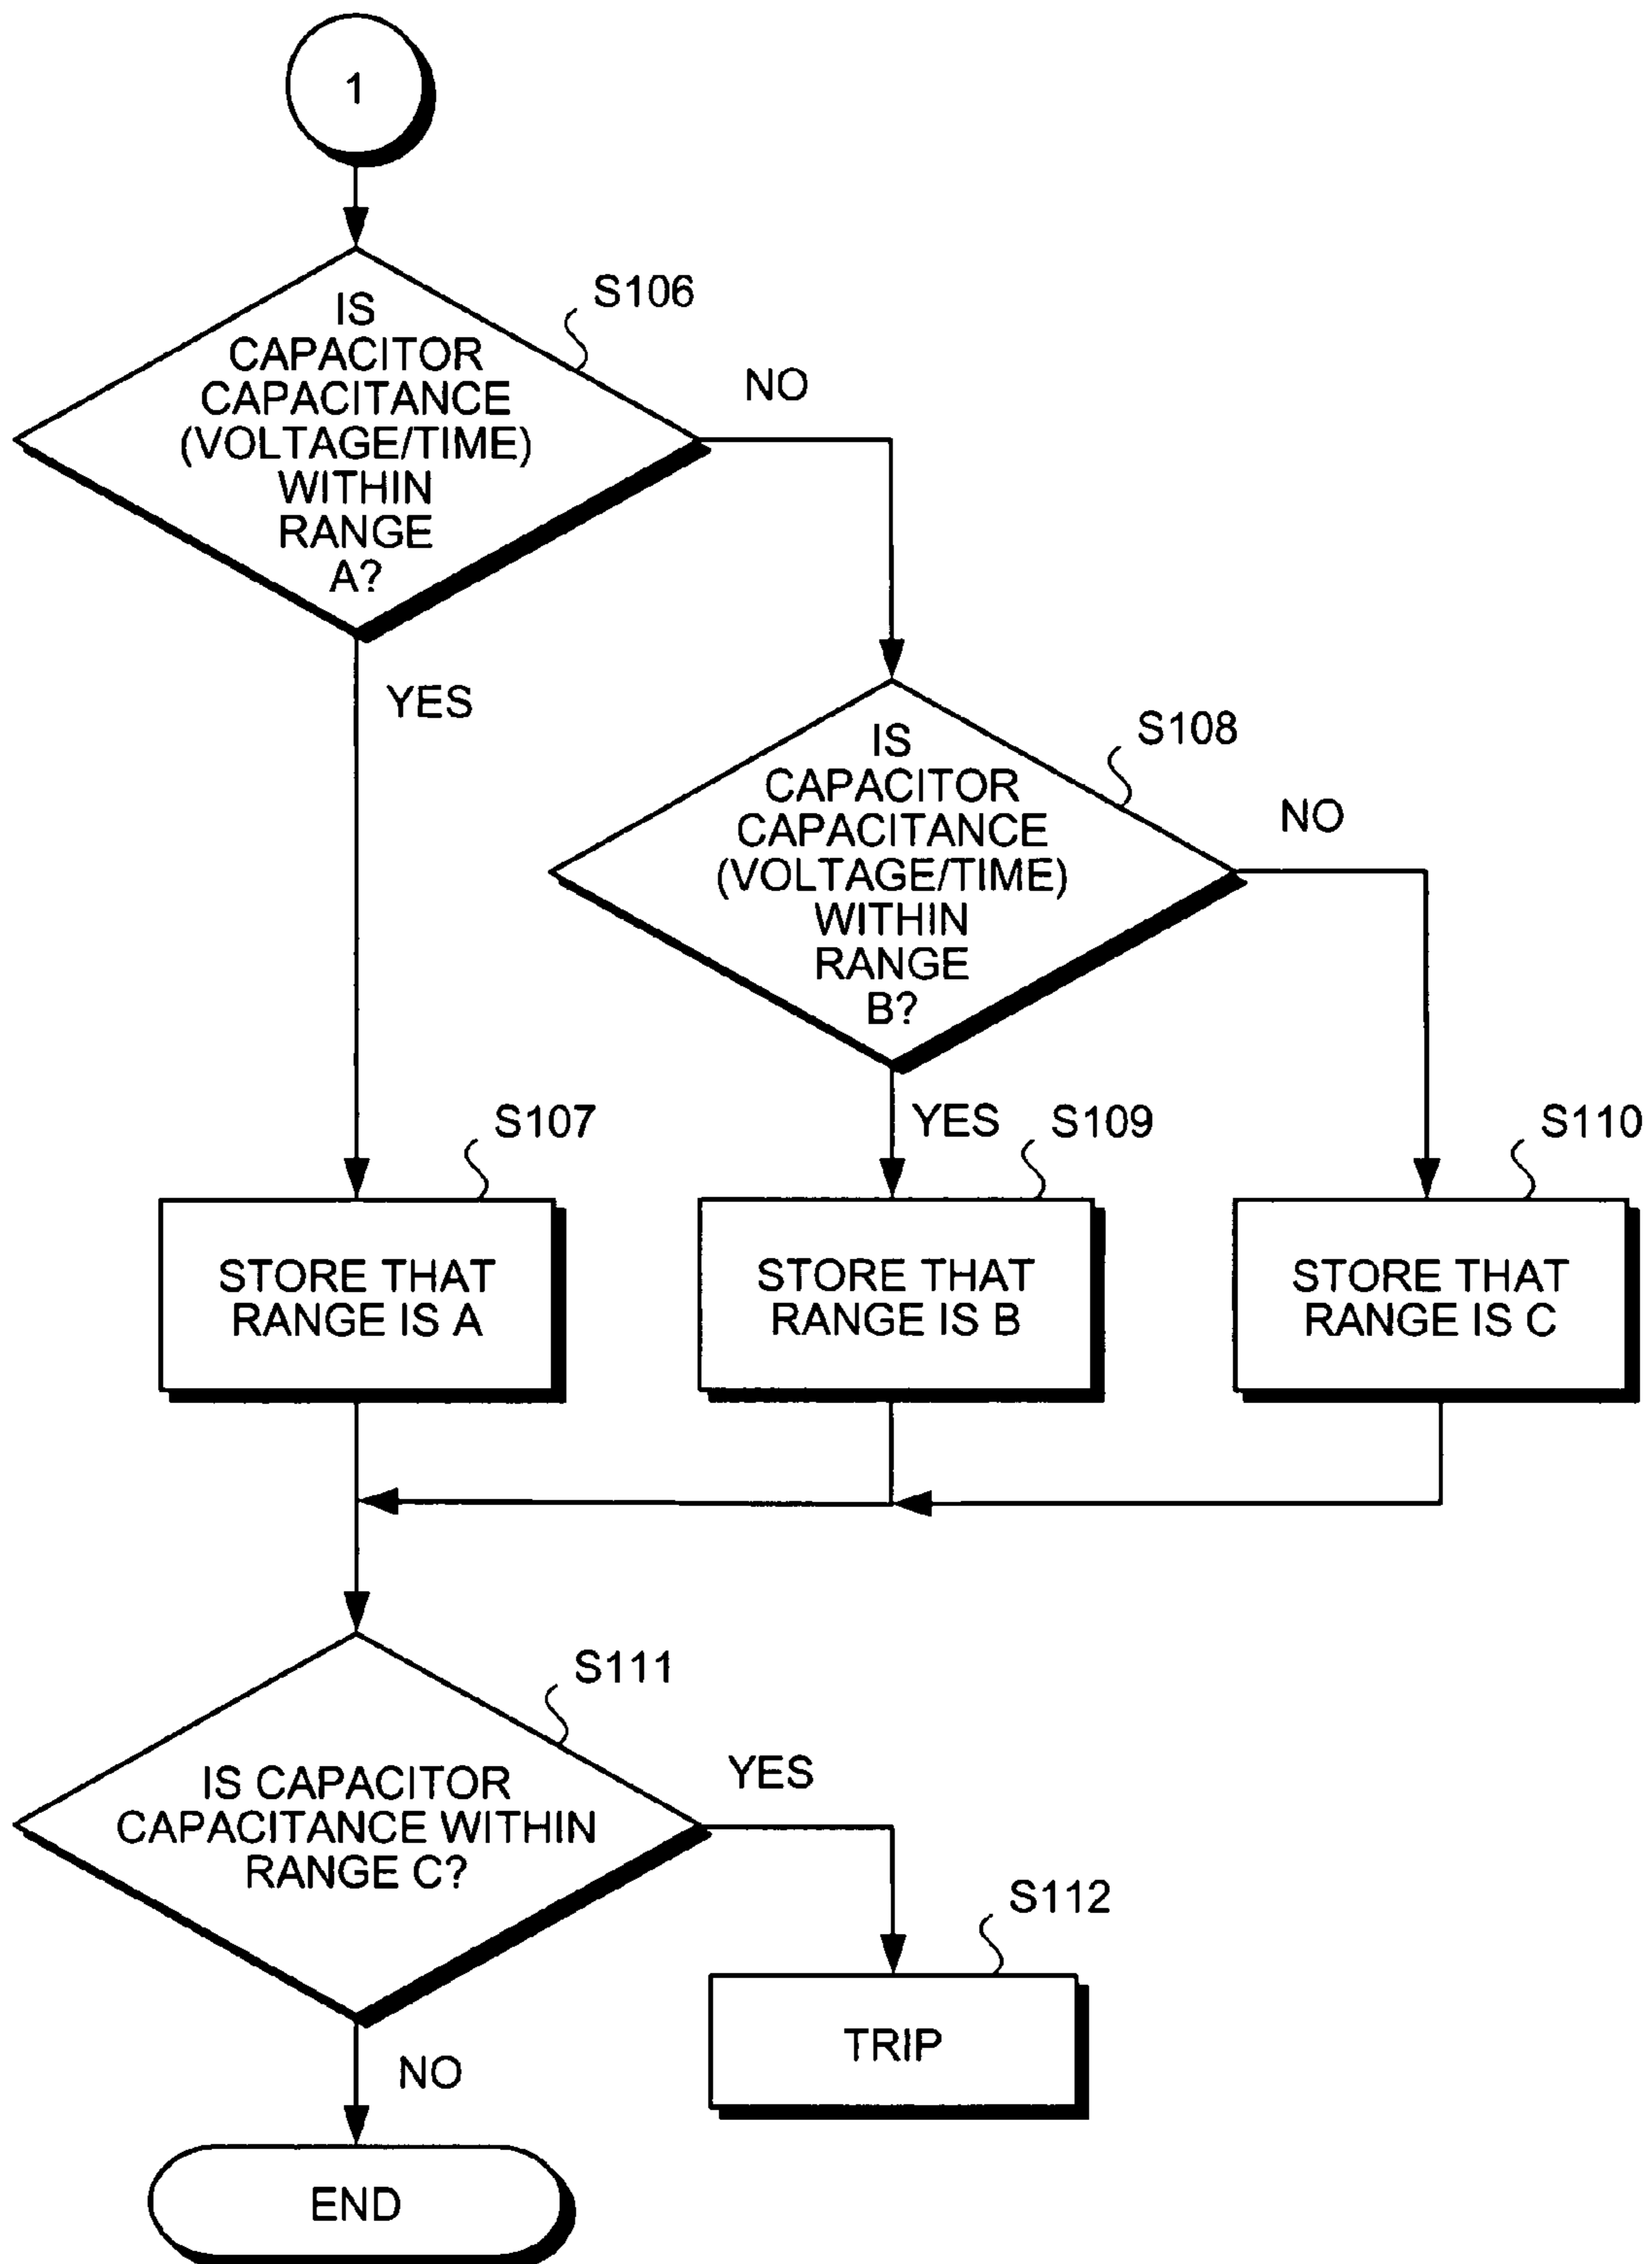 1
S106
IS
CAPACITOR
CAPACITANCE
(VOLTAGE/TIME)
WITHIN
RANGE
A?
NO
YES
S108
IS
CAPACITOR
CAPACITANCE
(VOLTAGE/TIME)
WITHIN
RANGE
B?
NO
YES
S107
STORE THAT
RANGE IS A
S109
STORE THAT
RANGE IS B
S110
STORE THAT
RANGE IS C
S111
IS CAPACITOR
CAPACITANCE WITHIN
RANGE C?
YES
S112
TRIP
NO
END